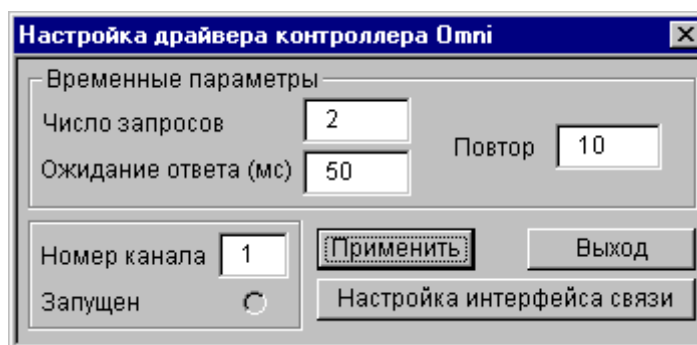 Настройка драйвера контроллера Omni
Временные параметры
Число запросов 2
Ожидание ответа (мс) 50
Повтор 10
Номер канала 1
Запущен
Применить
Выход
Настройка интерфейса связи